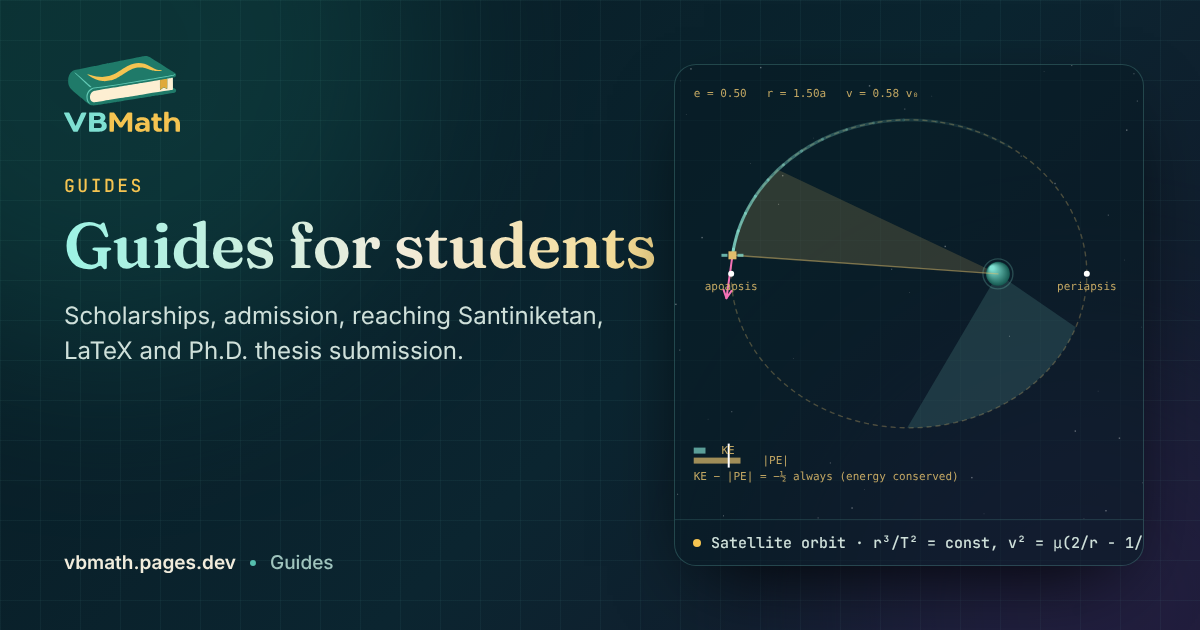 VBMath
GUIDES
Guides for students
Scholarships, admission, reaching Santiniketan,
LaTeX and Ph.D. thesis submission.
vbmath.pages.dev • Guides
e = 0.50 r = 1.50a v = 0.58 v₀
apoapsis
periapsis
KE
|PE|
KE − |PE| = −½ always (energy conserved)
Satellite orbit · r³/T² = const, v² = μ(2/r - 1/